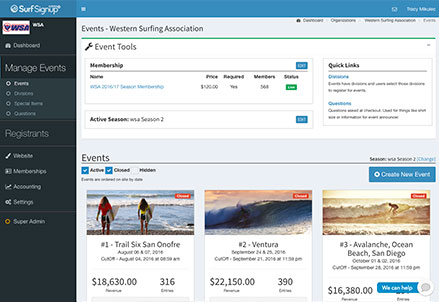 SurfSignup
Tracy Mikulec
WSA
WSA
Dashboard
Manage Events
Events
Divisions
Special Items
Questions
Registrants
Website
Memberships
Accounting
Settings
Super Admin
Dashboard / Organizations / Western Surfing Association / Events
Events - Western Surfing Association
Event Tools
Membership
EDIT
Name Price Required Members Status
WSA 2016/17 Season Membership $120.00 Yes 568 Live
Active Season: wsa Season 2
EDIT
Quick Links
Divisions
Events have divisions and users select those divisions to register for events.
Questions
Questions asked at checkout. Used for things like shirt size or information for event announcer.
Events
Season: wsa Season 2 (Change)
Active Closed Hidden
Events are ordered on site by date.
Create New Event
Closed
#1 - Trail Six San Onofre
August 06 & 07, 2016
CutOff - August 04, 2016 at 08:59 am
$18,630.00
Revenue
316
Entries
Closed
#2 - Ventura
September 24 & 25, 2016
CutOff - September 21, 2016 at 11:59 pm
$22,150.00
Revenue
390
Entries
Closed
#3 - Avalanche, Ocean
Beach, San Diego
October 01 & 02, 2016
CutOff - September 28, 2016 at 11:59 pm
$16,380.00
Revenue
We can help